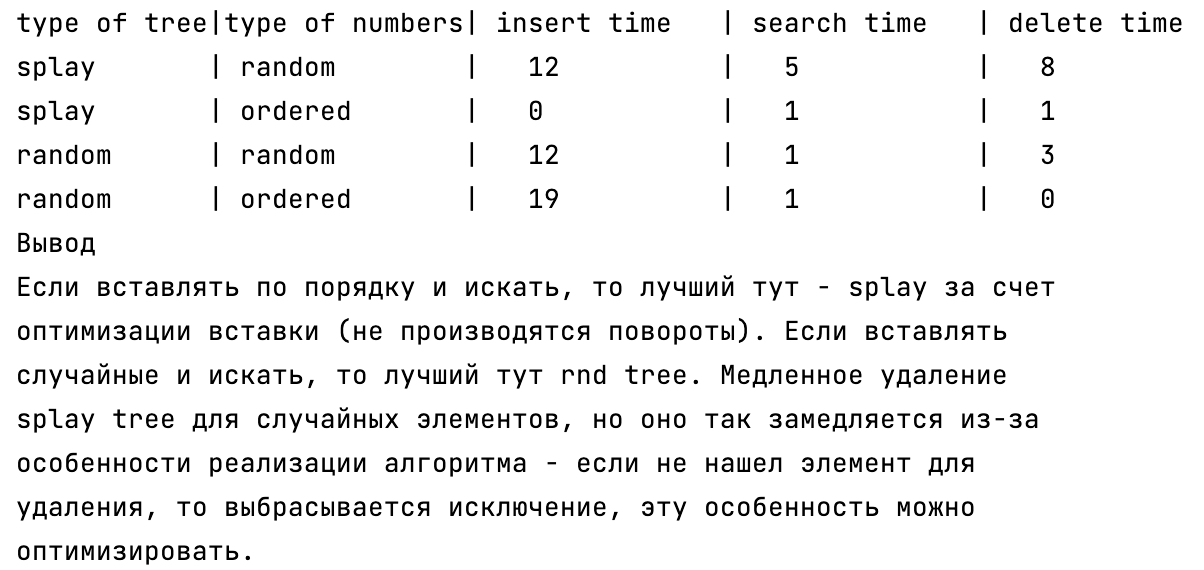 type of tree|type of numbers| insert time | search time | delete time
splay | random | 12 | 5 | 8
splay | ordered | 0 | 1 | 1
random | random | 12 | 1 | 3
random | ordered | 19 | 1 | 0
Вывод
Если вставлять по порядку и искать, то лучший тут - splay за счет
оптимизации вставки (не производятся повороты). Если вставлять
случайные и искать, то лучший тут rnd tree. Медленное удаление
splay tree для случайных элементов, но оно так замедляется из-за
особенности реализации алгоритма - если не нашел элемент для
удаления, то выбрасывается исключение, эту особенность можно
оптимизировать.